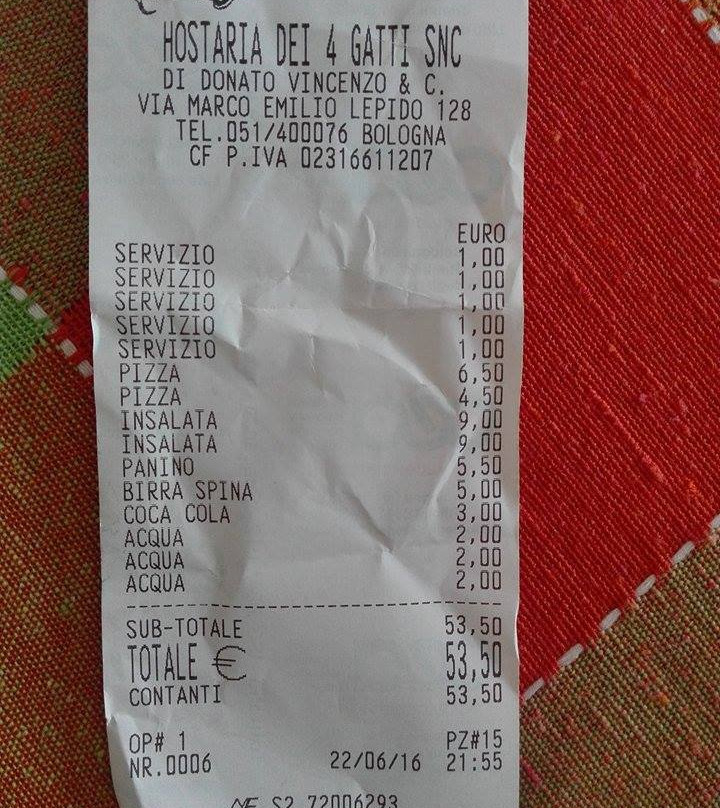 HOSTARIA DEI 4 GATTI SNC
DI DONATO VINCENZO & C.
VIA MARCO EMILIO LEPIDO 128
TEL.051/400076 BOLOGNA
CF P.IVA 02316611207
EURO
SERVIZIO 1,00
SERVIZIO 1,00
SERVIZIO 1,00
SERVIZIO 1,00
SERVIZIO 1,00
PIZZA 6,50
PIZZA 4,50
INSALATA 9,00
INSALATA 9,00
PANINO 5,50
BIRRA SPINA 5,00
COCA COLA 3,00
ACQUA 2,00
ACQUA 2,00
ACQUA 2,00
SUB-TOTALE 53,50
TOTALE € 53,50
CONTANTI 53,50
OP# 1 PZ#15
NR.0006 22/06/16 21:55
S2 72006293